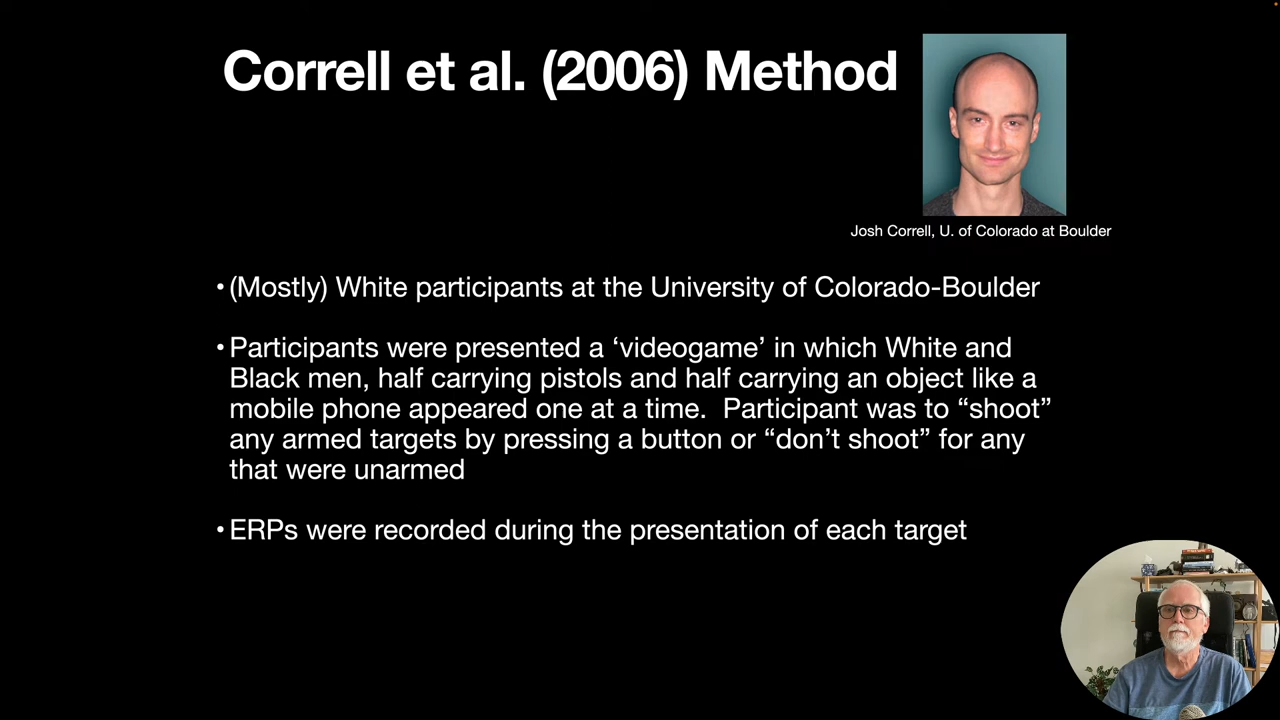 Correll et al. (2006) Method
Josh Correll, U. of Colorado at Boulder
•(Mostly) White participants at the University of Colorado-Boulder
•Participants were presented a ‘videogame’ in which White and
Black men, half carrying pistols and half carrying an object like a
mobile phone appeared one at a time.  Participant was to “shoot”
any armed targets by pressing a button or “don’t shoot” for any
that were unarmed
•ERPs were recorded during the presentation of each target